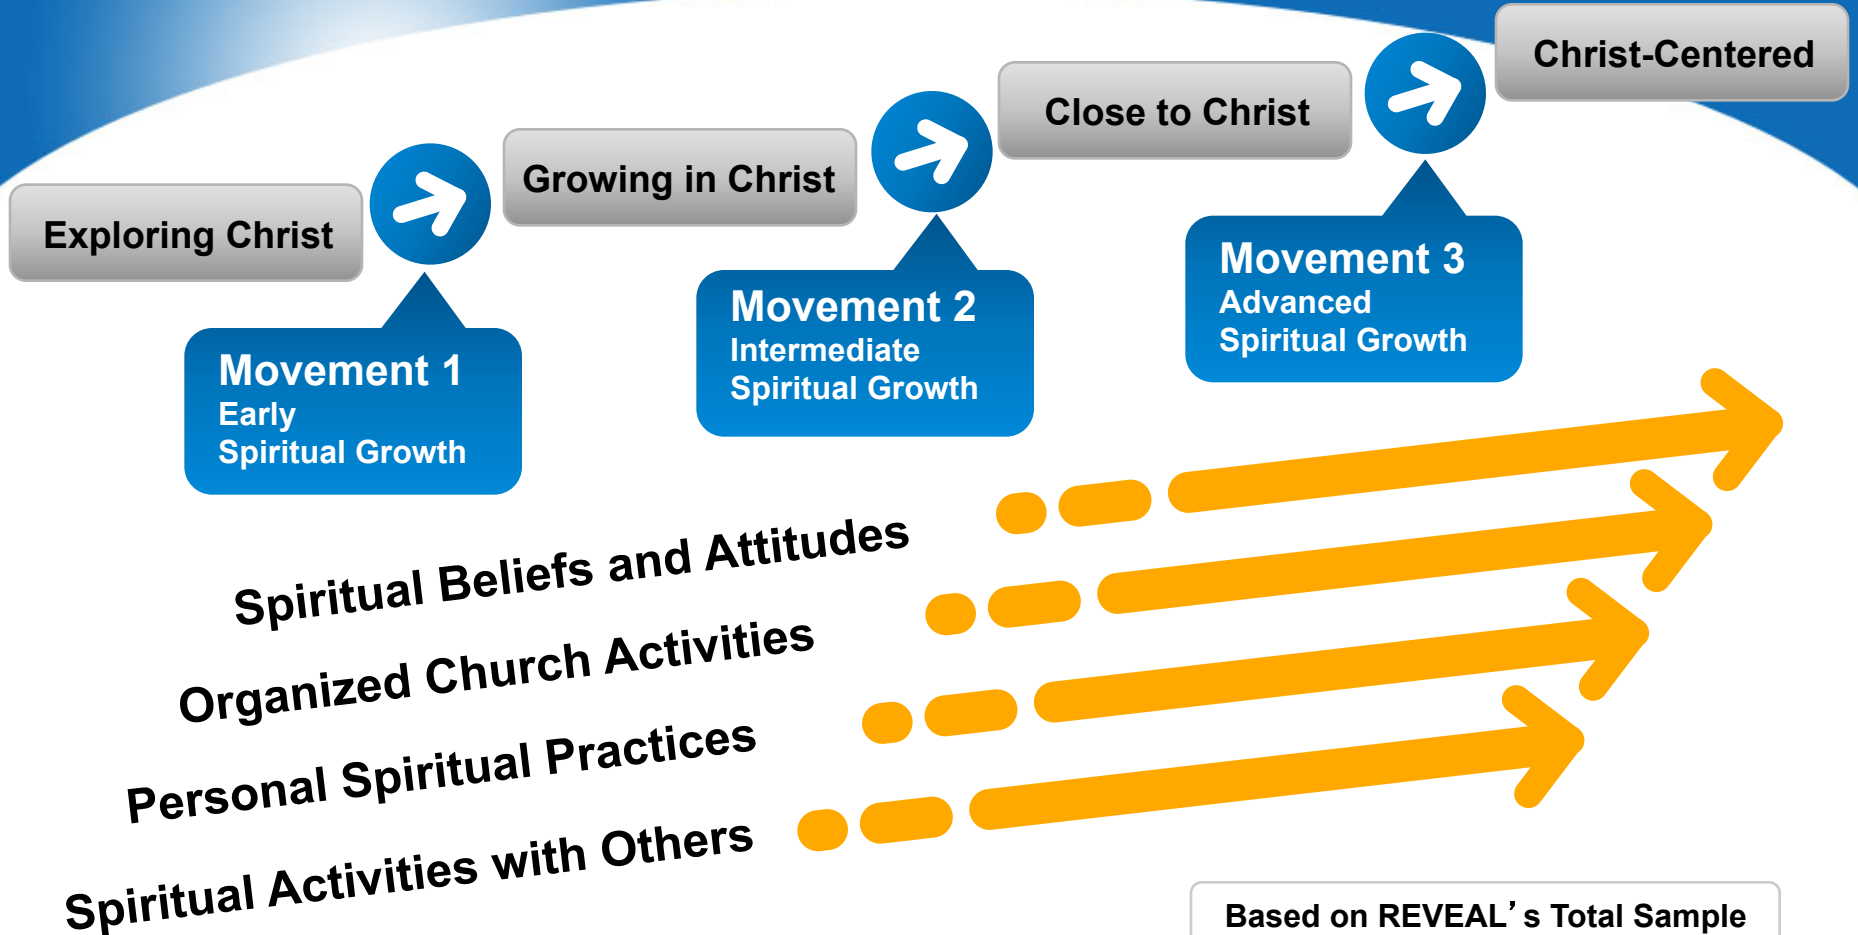 Christ-Centered
Close to Christ
Growing in Christ
Exploring Christ
Movement 1
Early
Spiritual Growth
Movement 2
Intermediate
Spiritual Growth
Movement 3
Advanced
Spiritual Growth
Spiritual Beliefs and Attitudes
Organized Church Activities
Personal Spiritual Practices
Spiritual Activities with Others
Based on REVEAL’s Total Sample